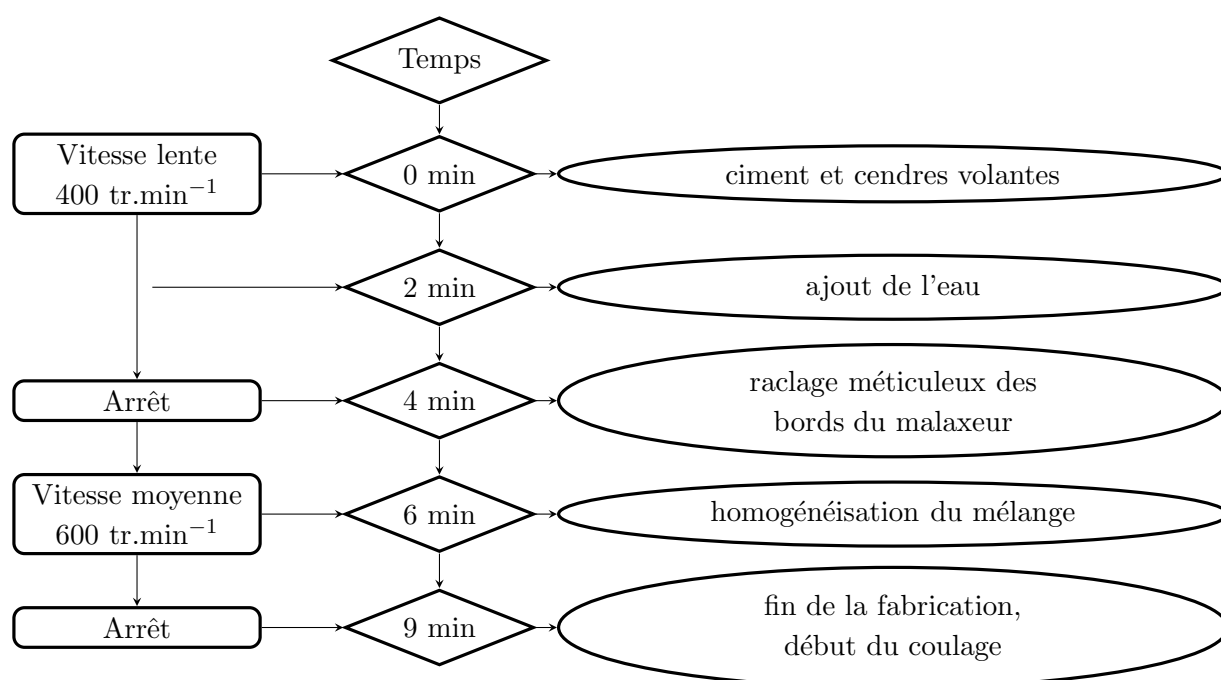 Temps
Vitesse lente
400 tr.min⁻¹
0 min
ciment et cendres volantes
2 min
ajout de l'eau
Arrêt
4 min
raclage méticuleux des
bords du malaxeur
Vitesse moyenne
600 tr.min⁻¹
6 min
homogénéisation du mélange
Arrêt
9 min
fin de la fabrication,
début du coulage